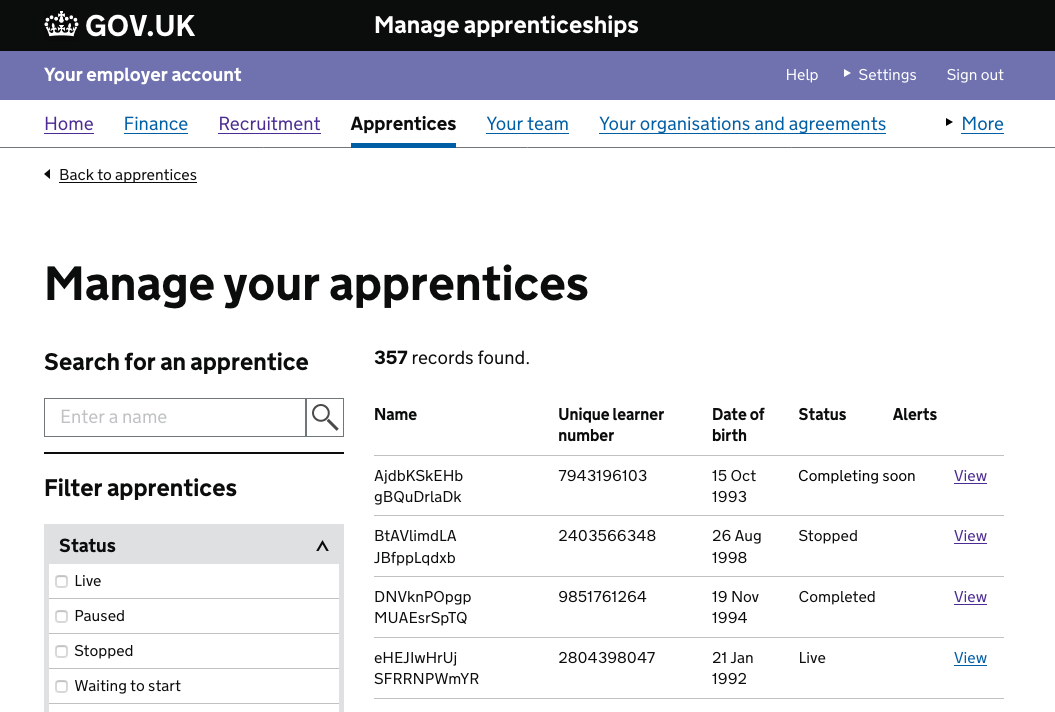 GOV.UK Manage apprenticeships
Your employer account Help Settings Sign out
Home Finance Recruitment Apprentices Your team Your organisations and agreements More
Back to apprentices
Manage your apprentices
Search for an apprentice
Enter a name
Filter apprentices
Status
Live
Paused
Stopped
Waiting to start
357 records found.
Name Unique learner number Date of birth Status Alerts
AjdbKSkEHb gBQuDrlaDk 7943196103 15 Oct 1993 Completing soon View
BtAVlimdLA JBfppLqdxb 2403566348 26 Aug 1998 Stopped View
DNVknPOpgp MUAEsrSpTQ 9851761264 19 Nov 1994 Completed View
eHEJIwHrUj SFRRNPWmYR 2804398047 21 Jan 1992 Live View